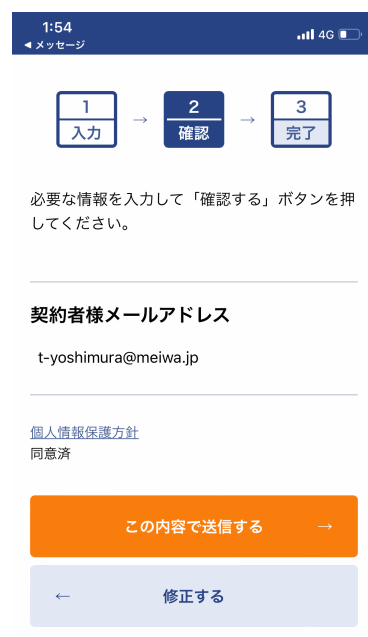 1:54
4G
◀ メッセージ
1
入力
→
2
確認
→
3
完了
必要な情報を入力して「確認する」ボタンを押
してください。
契約者様メールアドレス
t-yoshimura@meiwa.jp
個人情報保護方針
同意済
この内容で送信する →
← 修正する